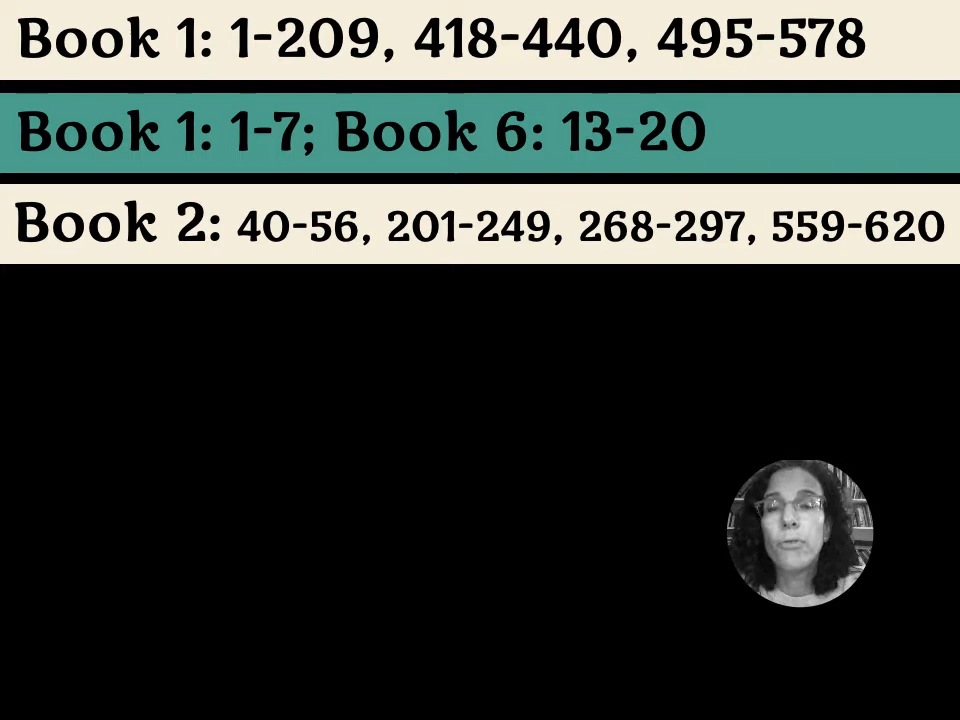 Book 1: 1-209, 418-440, 495-578
Book 1: 1-7; Book 6: 13-20
Book 2: 40-56, 201-249, 268-297, 559-620